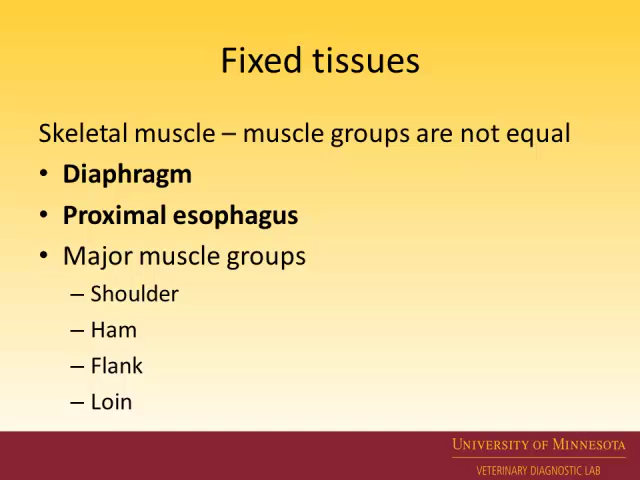 Fixed tissues
Skeletal muscle – muscle groups are not equal
• Diaphragm
• Proximal esophagus
• Major muscle groups
– Shoulder
– Ham
– Flank
– Loin
UNIVERSITY OF MINNESOTA
VETERINARY DIAGNOSTIC LAB